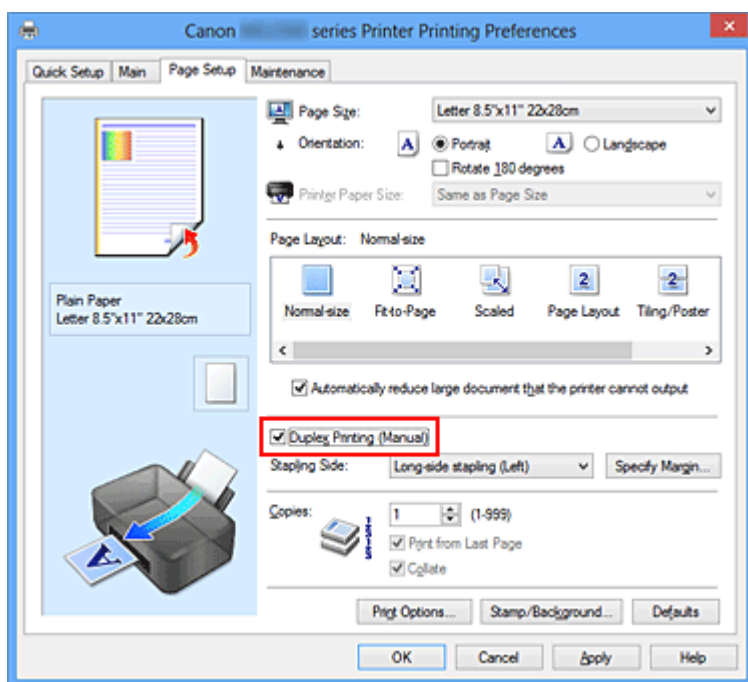 Canon series Printer Printing Preferences
Quick Setup Main Page Setup Maintenance
Page Size: Letter 8.5"x11" 22x28cm
Orientation: A Portrait A Landscape
Rotate 180 degrees
Printer Paper Size: Same as Page Size
Page Layout: Normal-size
2 2
Normal-size Fit-to-Page Scaled Page Layout Tiling/Poster
Plain Paper
Letter 8.5"x11" 22x28cm
Automatically reduce large document that the printer cannot output
Duplex Printing (Manual)
Stapling Side: Long-side stapling (Left) Specify Margin...
Copies: 1 (1-999)
Print from Last Page
Collate
A
Print Options... Stamp/Background... Defaults
OK Cancel Apply Help